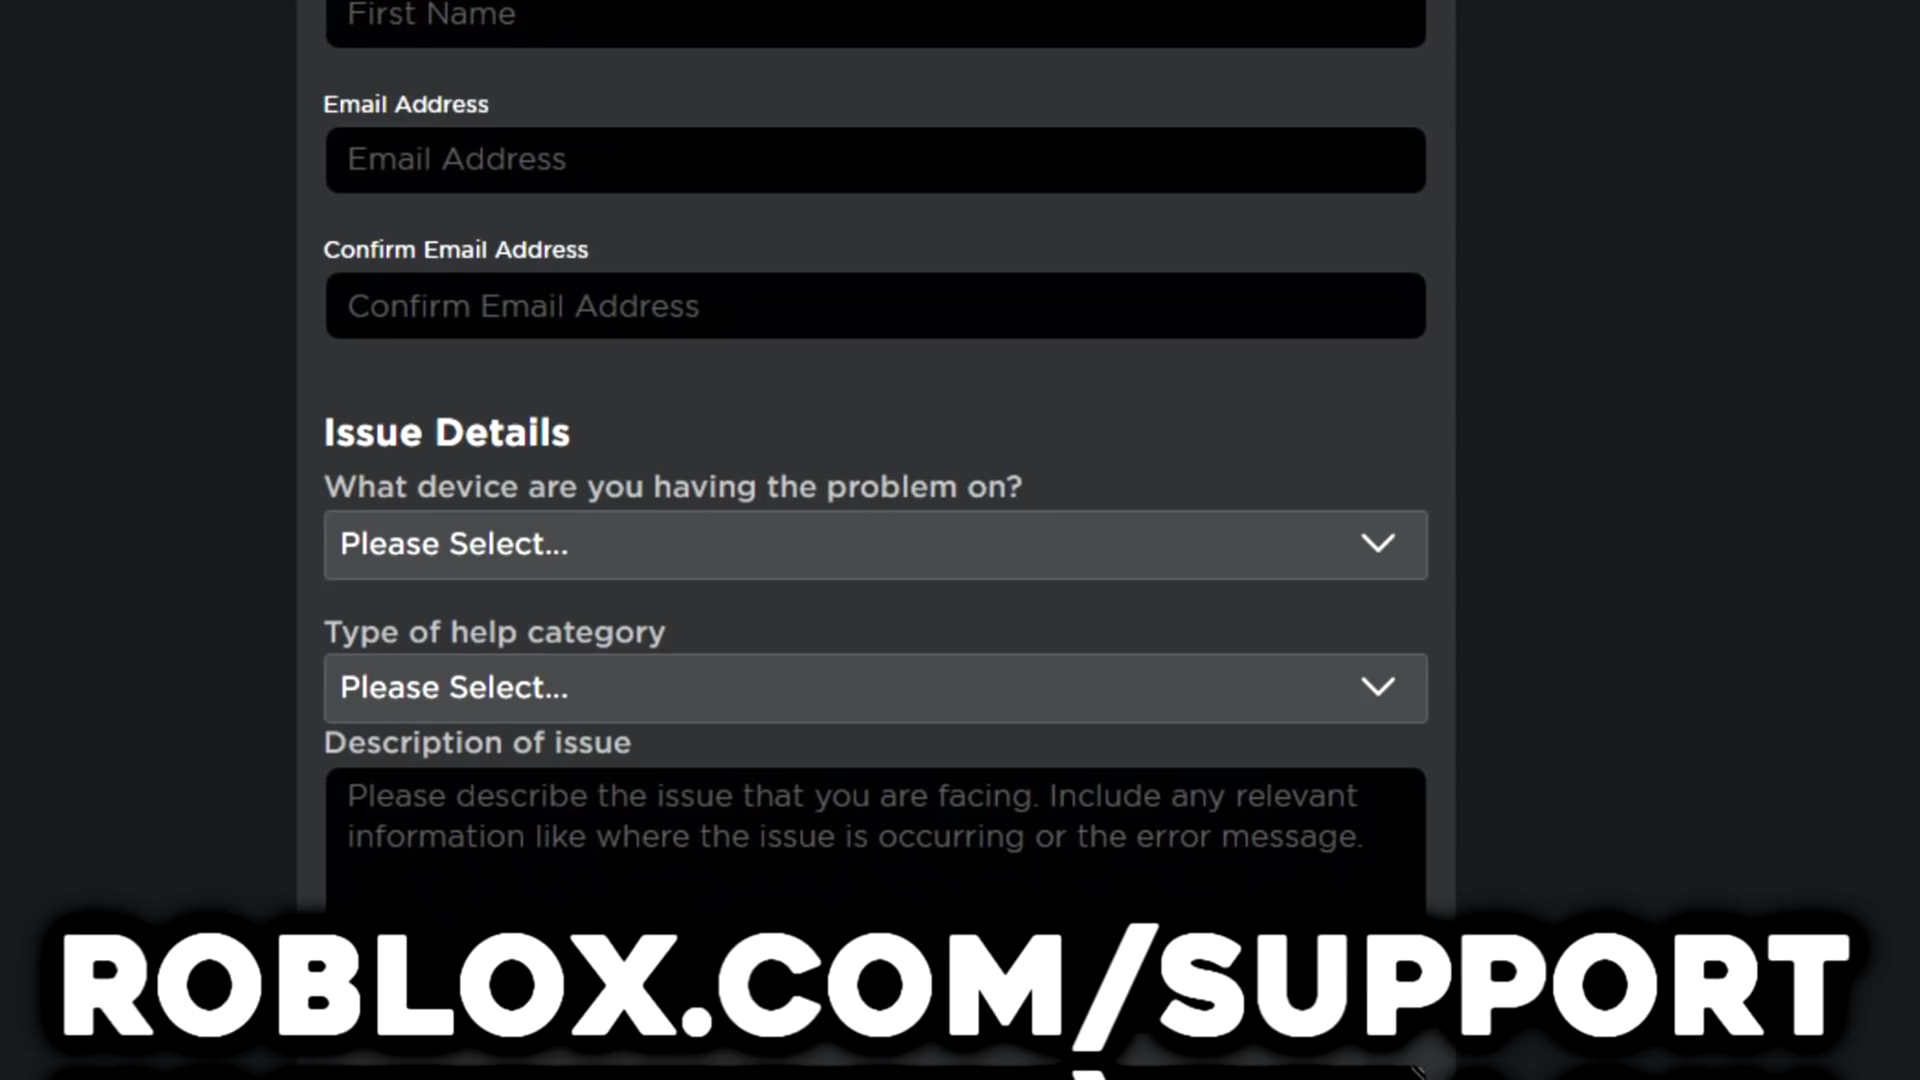 First Name
Email Address
Email Address
Confirm Email Address
Confirm Email Address
Issue Details
What device are you having the problem on?
Please Select...
Type of help category
Please Select...
Description of issue
Please describe the issue that you are facing. Include any relevant
information like where the issue is occurring or the error message.
ROBLOX.COM/SUPPORT